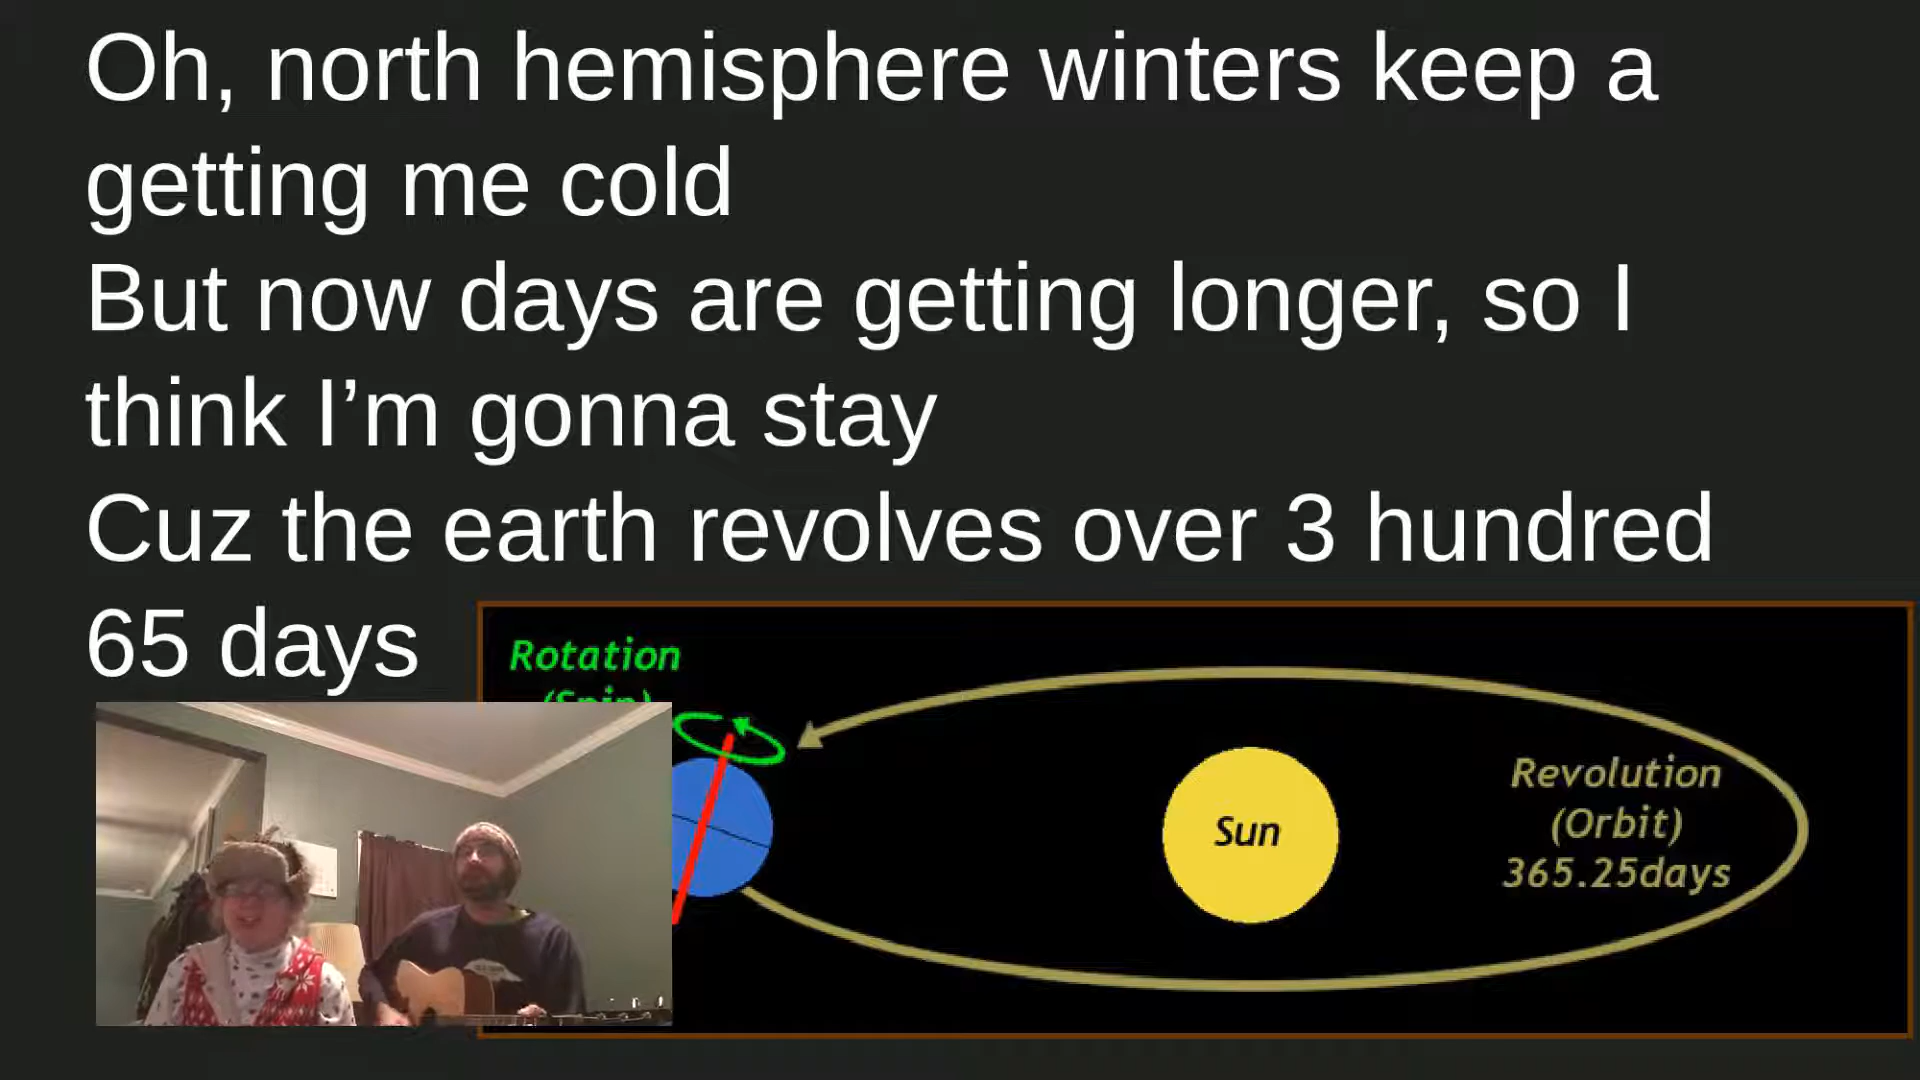 Oh, north hemisphere winters keep a
getting me cold
But now days are getting longer, so I
think I’m gonna stay
Cuz the earth revolves over 3 hundred
65 days
Rotation
Sun
Revolution
(Orbit)
365.25days